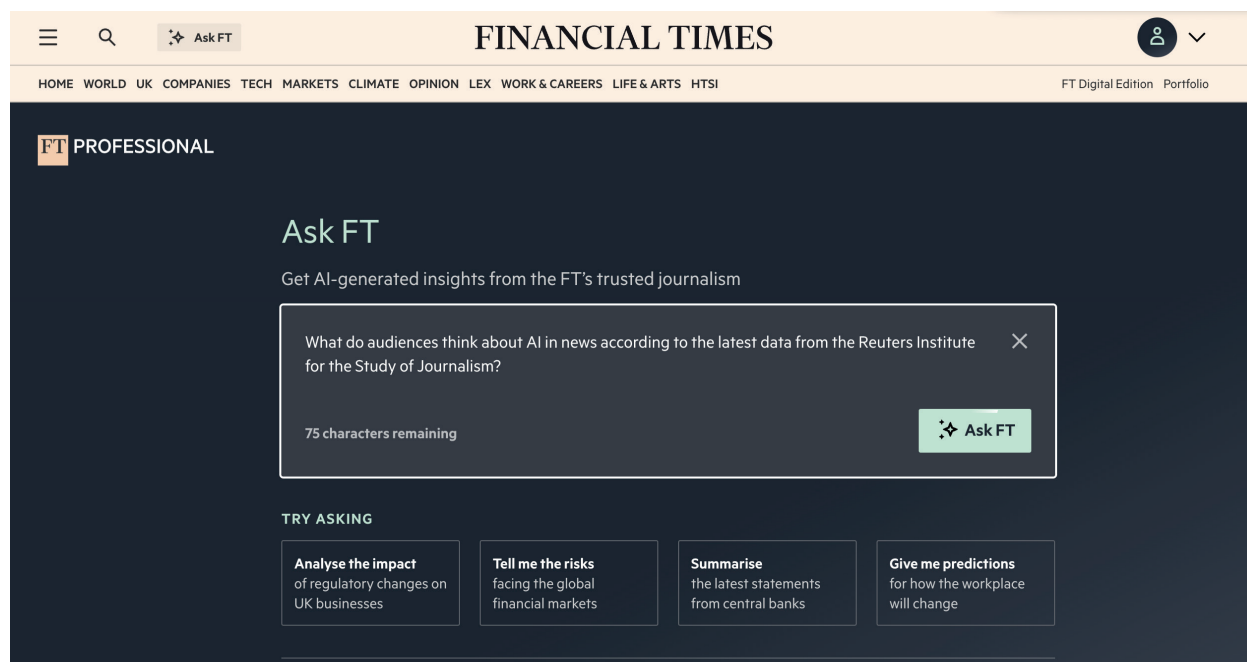 Ask FT
FINANCIAL TIMES
HOME WORLD UK COMPANIES TECH MARKETS CLIMATE OPINION LEX WORK & CAREERS LIFE & ARTS HTSI
FT Digital Edition Portfolio
FT PROFESSIONAL
Ask FT
Get AI-generated insights from the FT’s trusted journalism
What do audiences think about AI in news according to the latest data from the Reuters Institute
for the Study of Journalism?
75 characters remaining
Ask FT
TRY ASKING
Analyse the impact
of regulatory changes on
UK businesses
Tell me the risks
facing the global
financial markets
Summarise
the latest statements
from central banks
Give me predictions
for how the workplace
will change